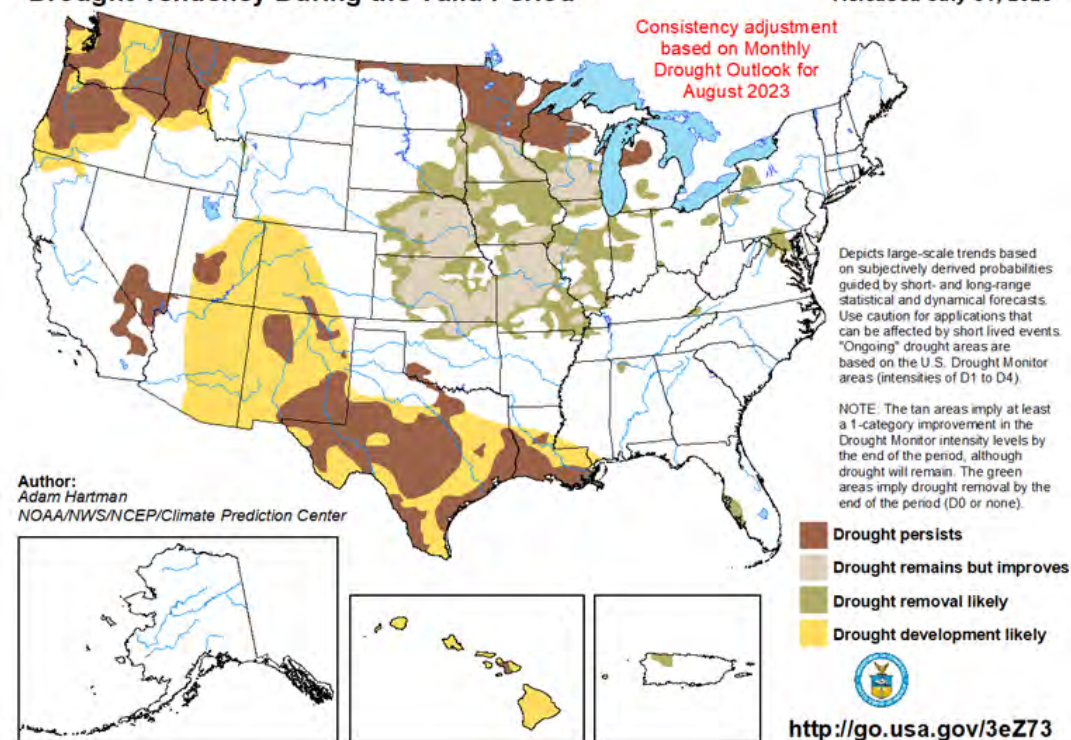 Drought Tendency During the Valid Period
Consistency adjustment
based on Monthly
Drought Outlook for
August 2023
Depicts large-scale trends based
on subjectively derived probabilities
guided by short- and long-range
statistical and dynamical forecasts.
Use caution for applications that
can be affected by short lived events.
"Ongoing" drought areas are
based on the U.S. Drought Monitor
areas (intensities of D1 to D4).
NOTE: The tan areas imply at least
a 1-category improvement in the
Drought Monitor intensity levels by
the end of the period, although
drought will remain. The green
areas imply drought removal by the
end of the period (D0 or none).
Author:
Adam Hartman
NOAA/NWS/NCEP/Climate Prediction Center
Drought persists
Drought remains but improves
Drought removal likely
Drought development likely
http://go.usa.gov/3eZ73